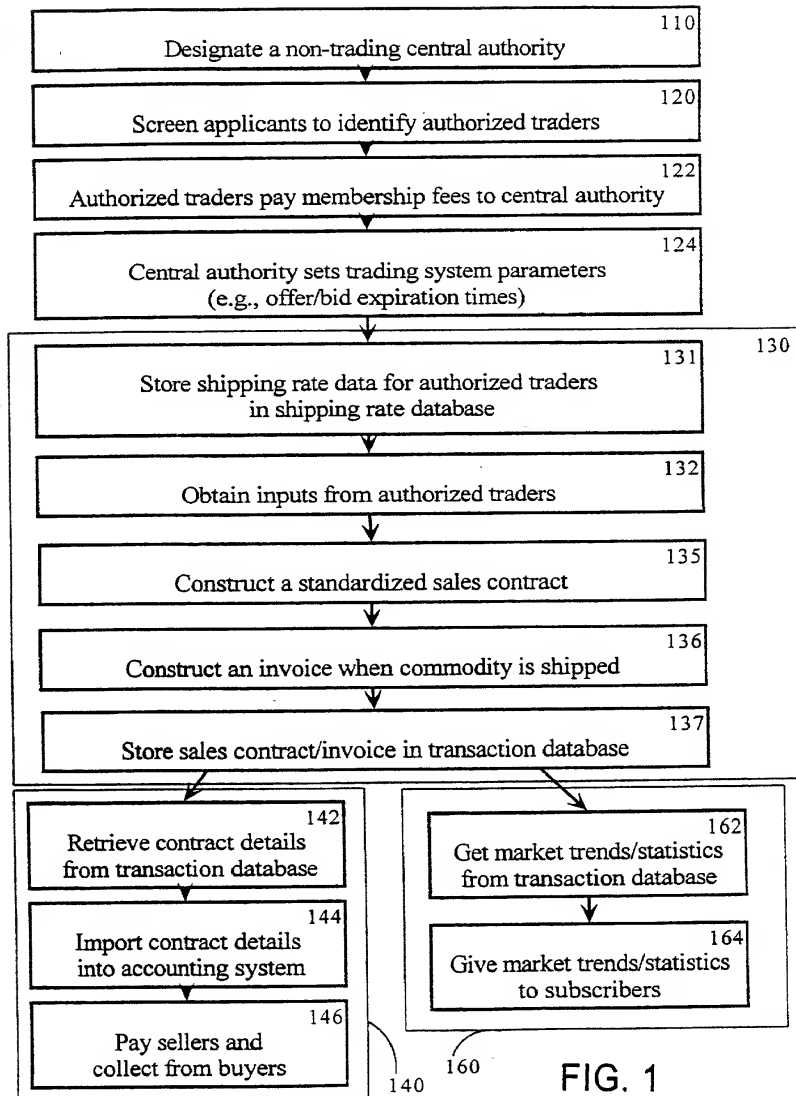 110
Designate a non-trading central authority
120
Screen applicants to identify authorized traders
122
Authorized traders pay membership fees to central authority
124
Central authority sets trading system parameters
(e.g., offer/bid expiration times)
130
131
Store shipping rate data for authorized traders
in shipping rate database
132
Obtain inputs from authorized traders
135
Construct a standardized sales contract
136
Construct an invoice when commodity is shipped
137
Store sales contract/invoice in transaction database
142
Retrieve contract details
from transaction database
144
Import contract details
into accounting system
146
Pay sellers and
collect from buyers
140
162
Get market trends/statistics
from transaction database
164
Give market trends/statistics
to subscribers
160
FIG. 1